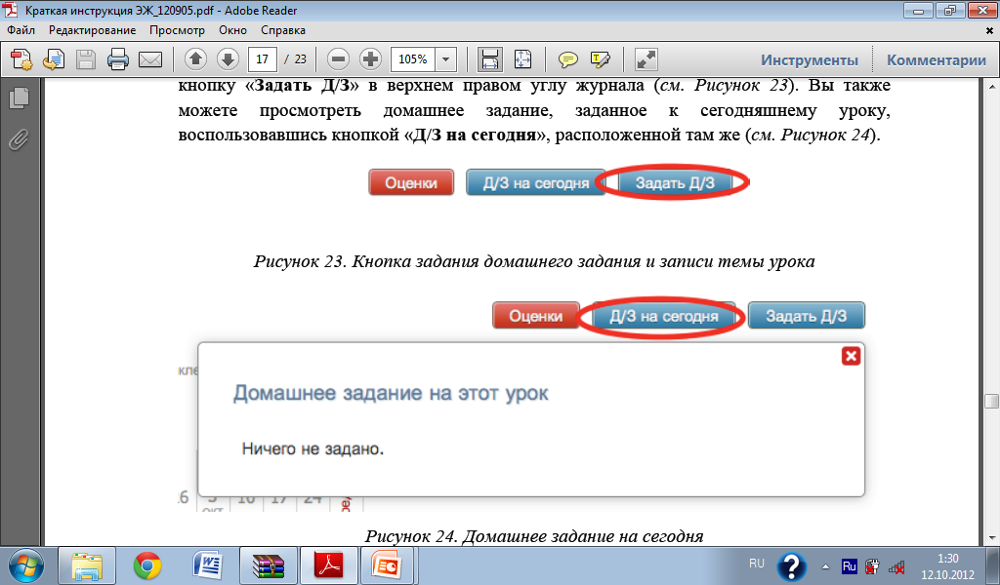 Краткая инструкция ЭЖ_120905.pdf - Adobe Reader
Файл Редактирование Просмотр Окно Справка
17 / 23 105% Инструменты Комментарии
кнопку «Задать Д/З» в верхнем правом углу журнала (см. Рисунок 23). Вы также
можете просмотреть домашнее задание, заданное к сегодняшнему уроку,
воспользовавшись кнопкой «Д/З на сегодня», расположенной там же (см. Рисунок 24).
Оценки Д/З на сегодня Задать Д/З
Рисунок 23. Кнопка задания домашнего задания и записи темы урока
Оценки Д/З на сегодня Задать Д/З
кле
Домашнее задание на этот урок
Ничего не задано.
.6 3 10 17 24
окт
Рисунок 24. Домашнее задание на сегодня
RU Ru 1:30
12.10.2012